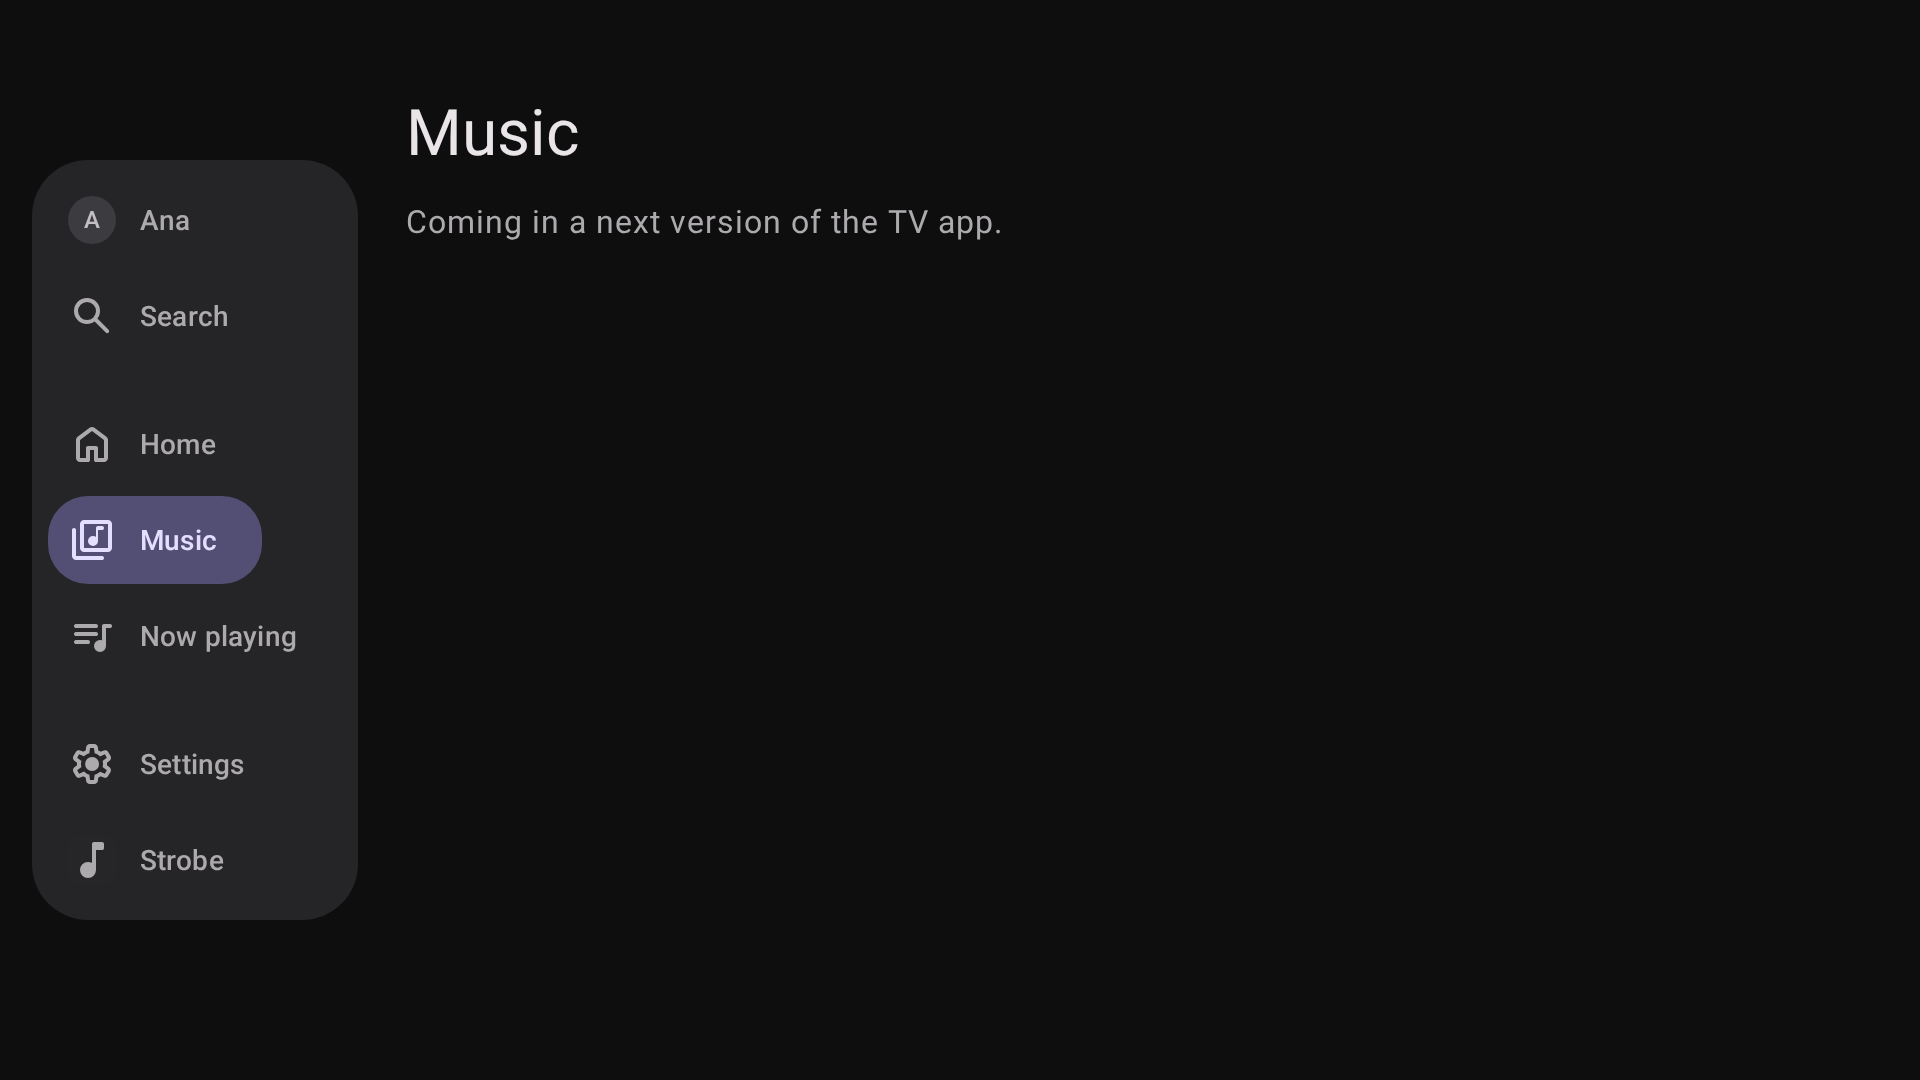 Music
Coming in a next version of the TV app.
A Ana
Search
Home
Music
Now playing
Settings
Strobe